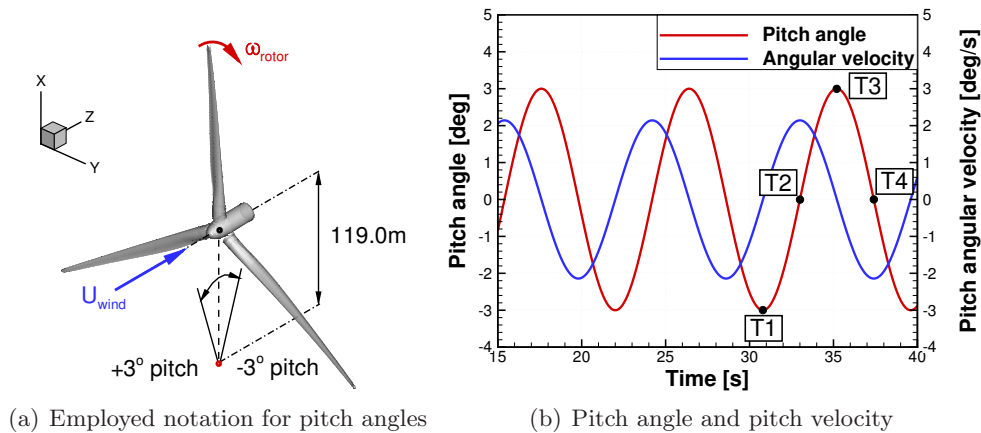 ω_rotor
X
Z
Y
119.0m
U_wind
+3° pitch
-3° pitch
(a) Employed notation for pitch angles
Pitch angle
Angular velocity
Pitch angle [deg]
5
4
3
2
1
0
-1
-2
-3
-4
T1
T2
T3
T4
5
4
3
2
1
0
-1
-2
-3
-4
Pitch angular velocity [deg/s]
15 20 25 30 35 40
Time [s]
(b) Pitch angle and pitch velocity